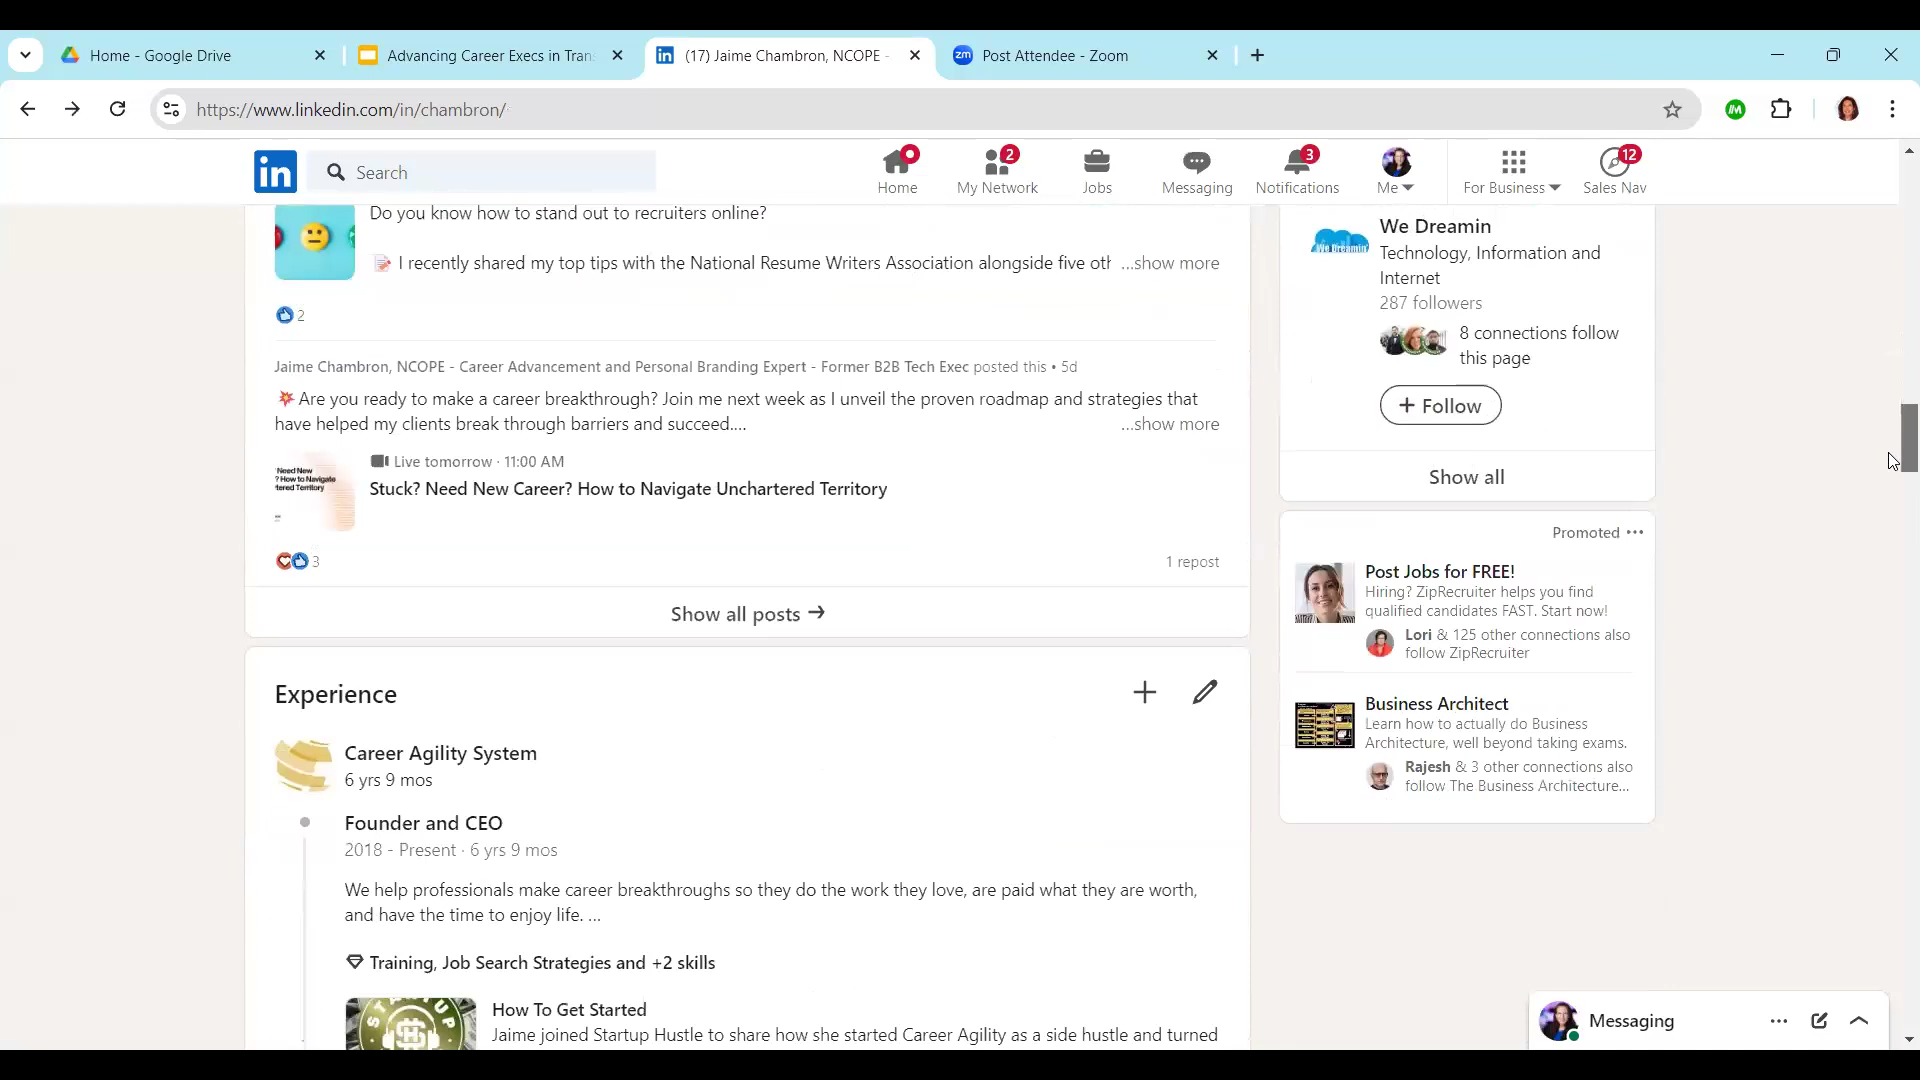 Home - Google Drive
Advancing Career Execs in Tran
(17) Jaime Chambron, NCOPE -
zm Post Attendee - Zoom
https://www.linkedin.com/in/chambron/
in
Search
Home
2
My Network
Jobs
Messaging
3
Notifications
Me
For Business
12
Sales Nav
Do you know how to stand out to recruiters online?
I recently shared my top tips with the National Resume Writers Association alongside five oth ...show more
2
Jaime Chambron, NCOPE - Career Advancement and Personal Branding Expert - Former B2B Tech Exec posted this • 5d
Are you ready to make a career breakthrough? Join me next week as I unveil the proven roadmap and strategies that
have helped my clients break through barriers and succeed.... ...show more
Need New
? How to Navigate
tered Territory
Live tomorrow · 11:00 AM
Stuck? Need New Career? How to Navigate Unchartered Territory
3
1 repost
Show all posts →
Experience
Career Agility System
6 yrs 9 mos
Founder and CEO
2018 - Present · 6 yrs 9 mos
We help professionals make career breakthroughs so they do the work they love, are paid what they are worth,
and have the time to enjoy life. ...
Training, Job Search Strategies and +2 skills
STARTUP
How To Get Started
Jaime joined Startup Hustle to share how she started Career Agility as a side hustle and turned
We Dreamin'
We Dreamin
Technology, Information and
Internet
287 followers
8 connections follow
this page
+ Follow
Show all
Promoted
Post Jobs for FREE!
Hiring? ZipRecruiter helps you find
qualified candidates FAST. Start now!
Lori & 125 other connections also
follow ZipRecruiter
Business Architect
Learn how to actually do Business
Architecture, well beyond taking exams.
Rajesh & 3 other connections also
follow The Business Architecture...
Messaging